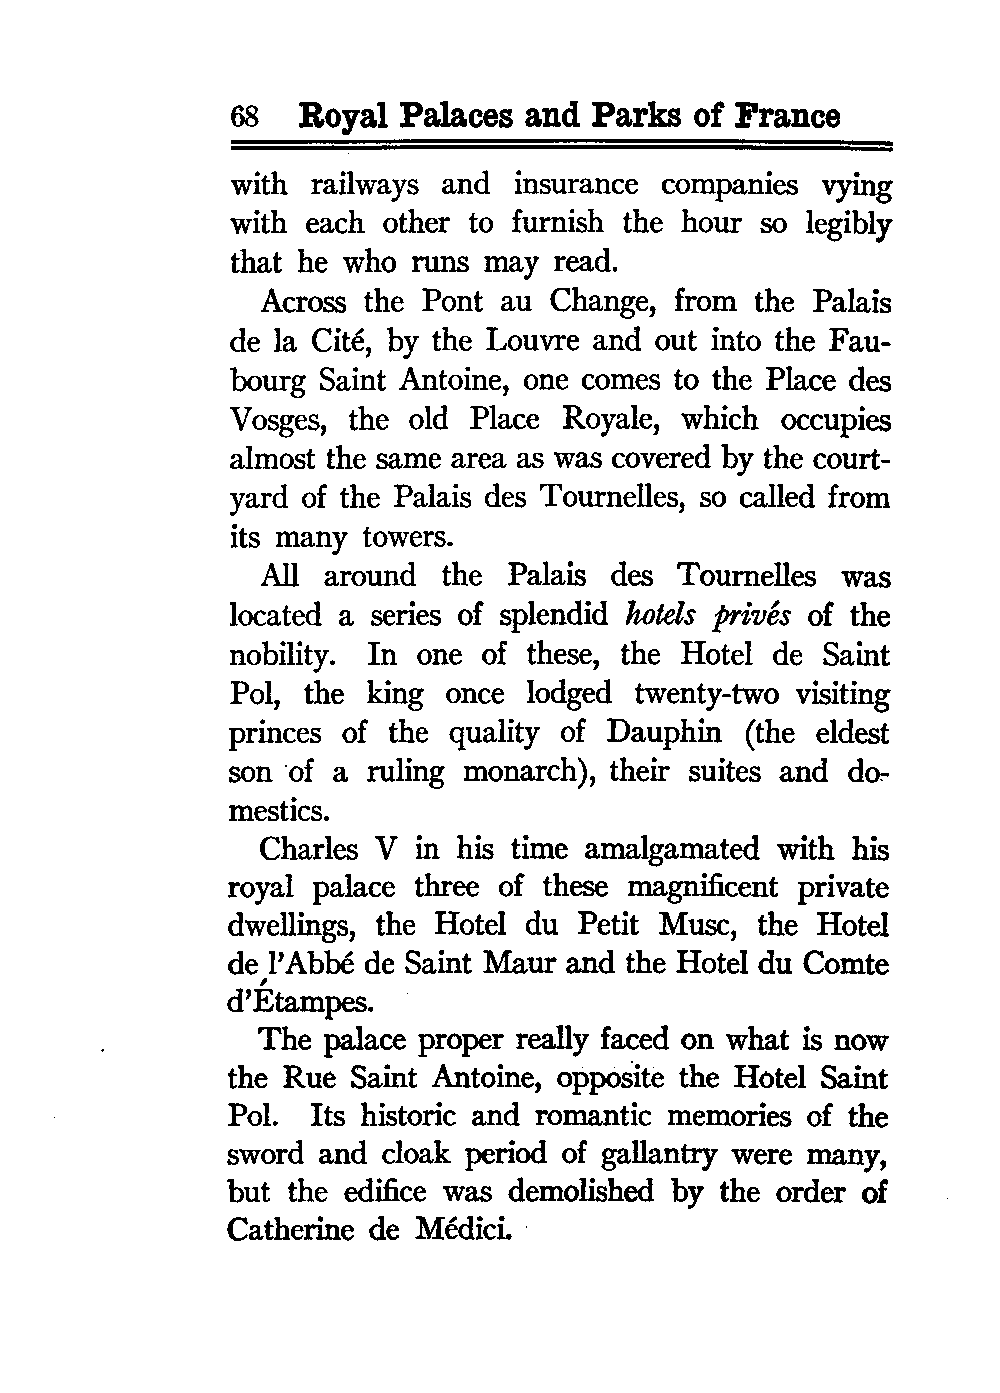 68 Royal Palaces and Parks of France
with railways and insurance companies vying
with each other to furnish the hour so legibly
that he who runs may read.
Across the Pont au Change, from the Palais
de la Cité, by the Louvre and out into the Fau-
bourg Saint Antoine, one comes to the Place des
Vosges, the old Place Royale, which occupies
almost the same area as was covered by the court-
yard of the Palais des Tournelles, so called from
its many towers.
All around the Palais des Tournelles was
located a series of splendid hotels privés of the
nobility. In one of these, the Hotel de Saint
Pol, the king once lodged twenty-two visiting
princes of the quality of Dauphin (the eldest
son of a ruling monarch), their suites and do-
mestics.
Charles V in his time amalgamated with his
royal palace three of these magnificent private
dwellings, the Hotel du Petit Musc, the Hotel
de l'Abbé de Saint Maur and the Hotel du Comte
d'Étampes.
The palace proper really faced on what is now
the Rue Saint Antoine, opposite the Hotel Saint
Pol. Its historic and romantic memories of the
sword and cloak period of gallantry were many,
but the edifice was demolished by the order of
Catherine de Médici.